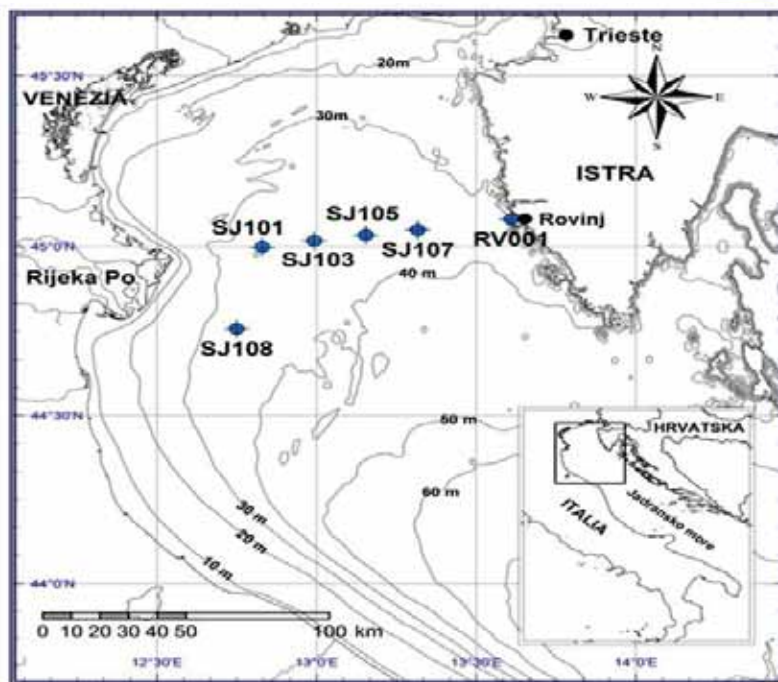 Trieste
20m
45°30'N
VENEZIA
N
W
E
S
30m
ISTRA
SJ105
SJ101
Rovinj
SJ107
RV001
SJ103
45°0'N
Rijeka Po
40 m
SJ108
44°30'N
50 m
HRVATSKA
60 m
ITALIA
Jadransko more
30 m
20 m
10 m
44°0'N
0 10 20 30 40 50 100 km
12°30'E
13°0'E
13°30'E
14°0'E